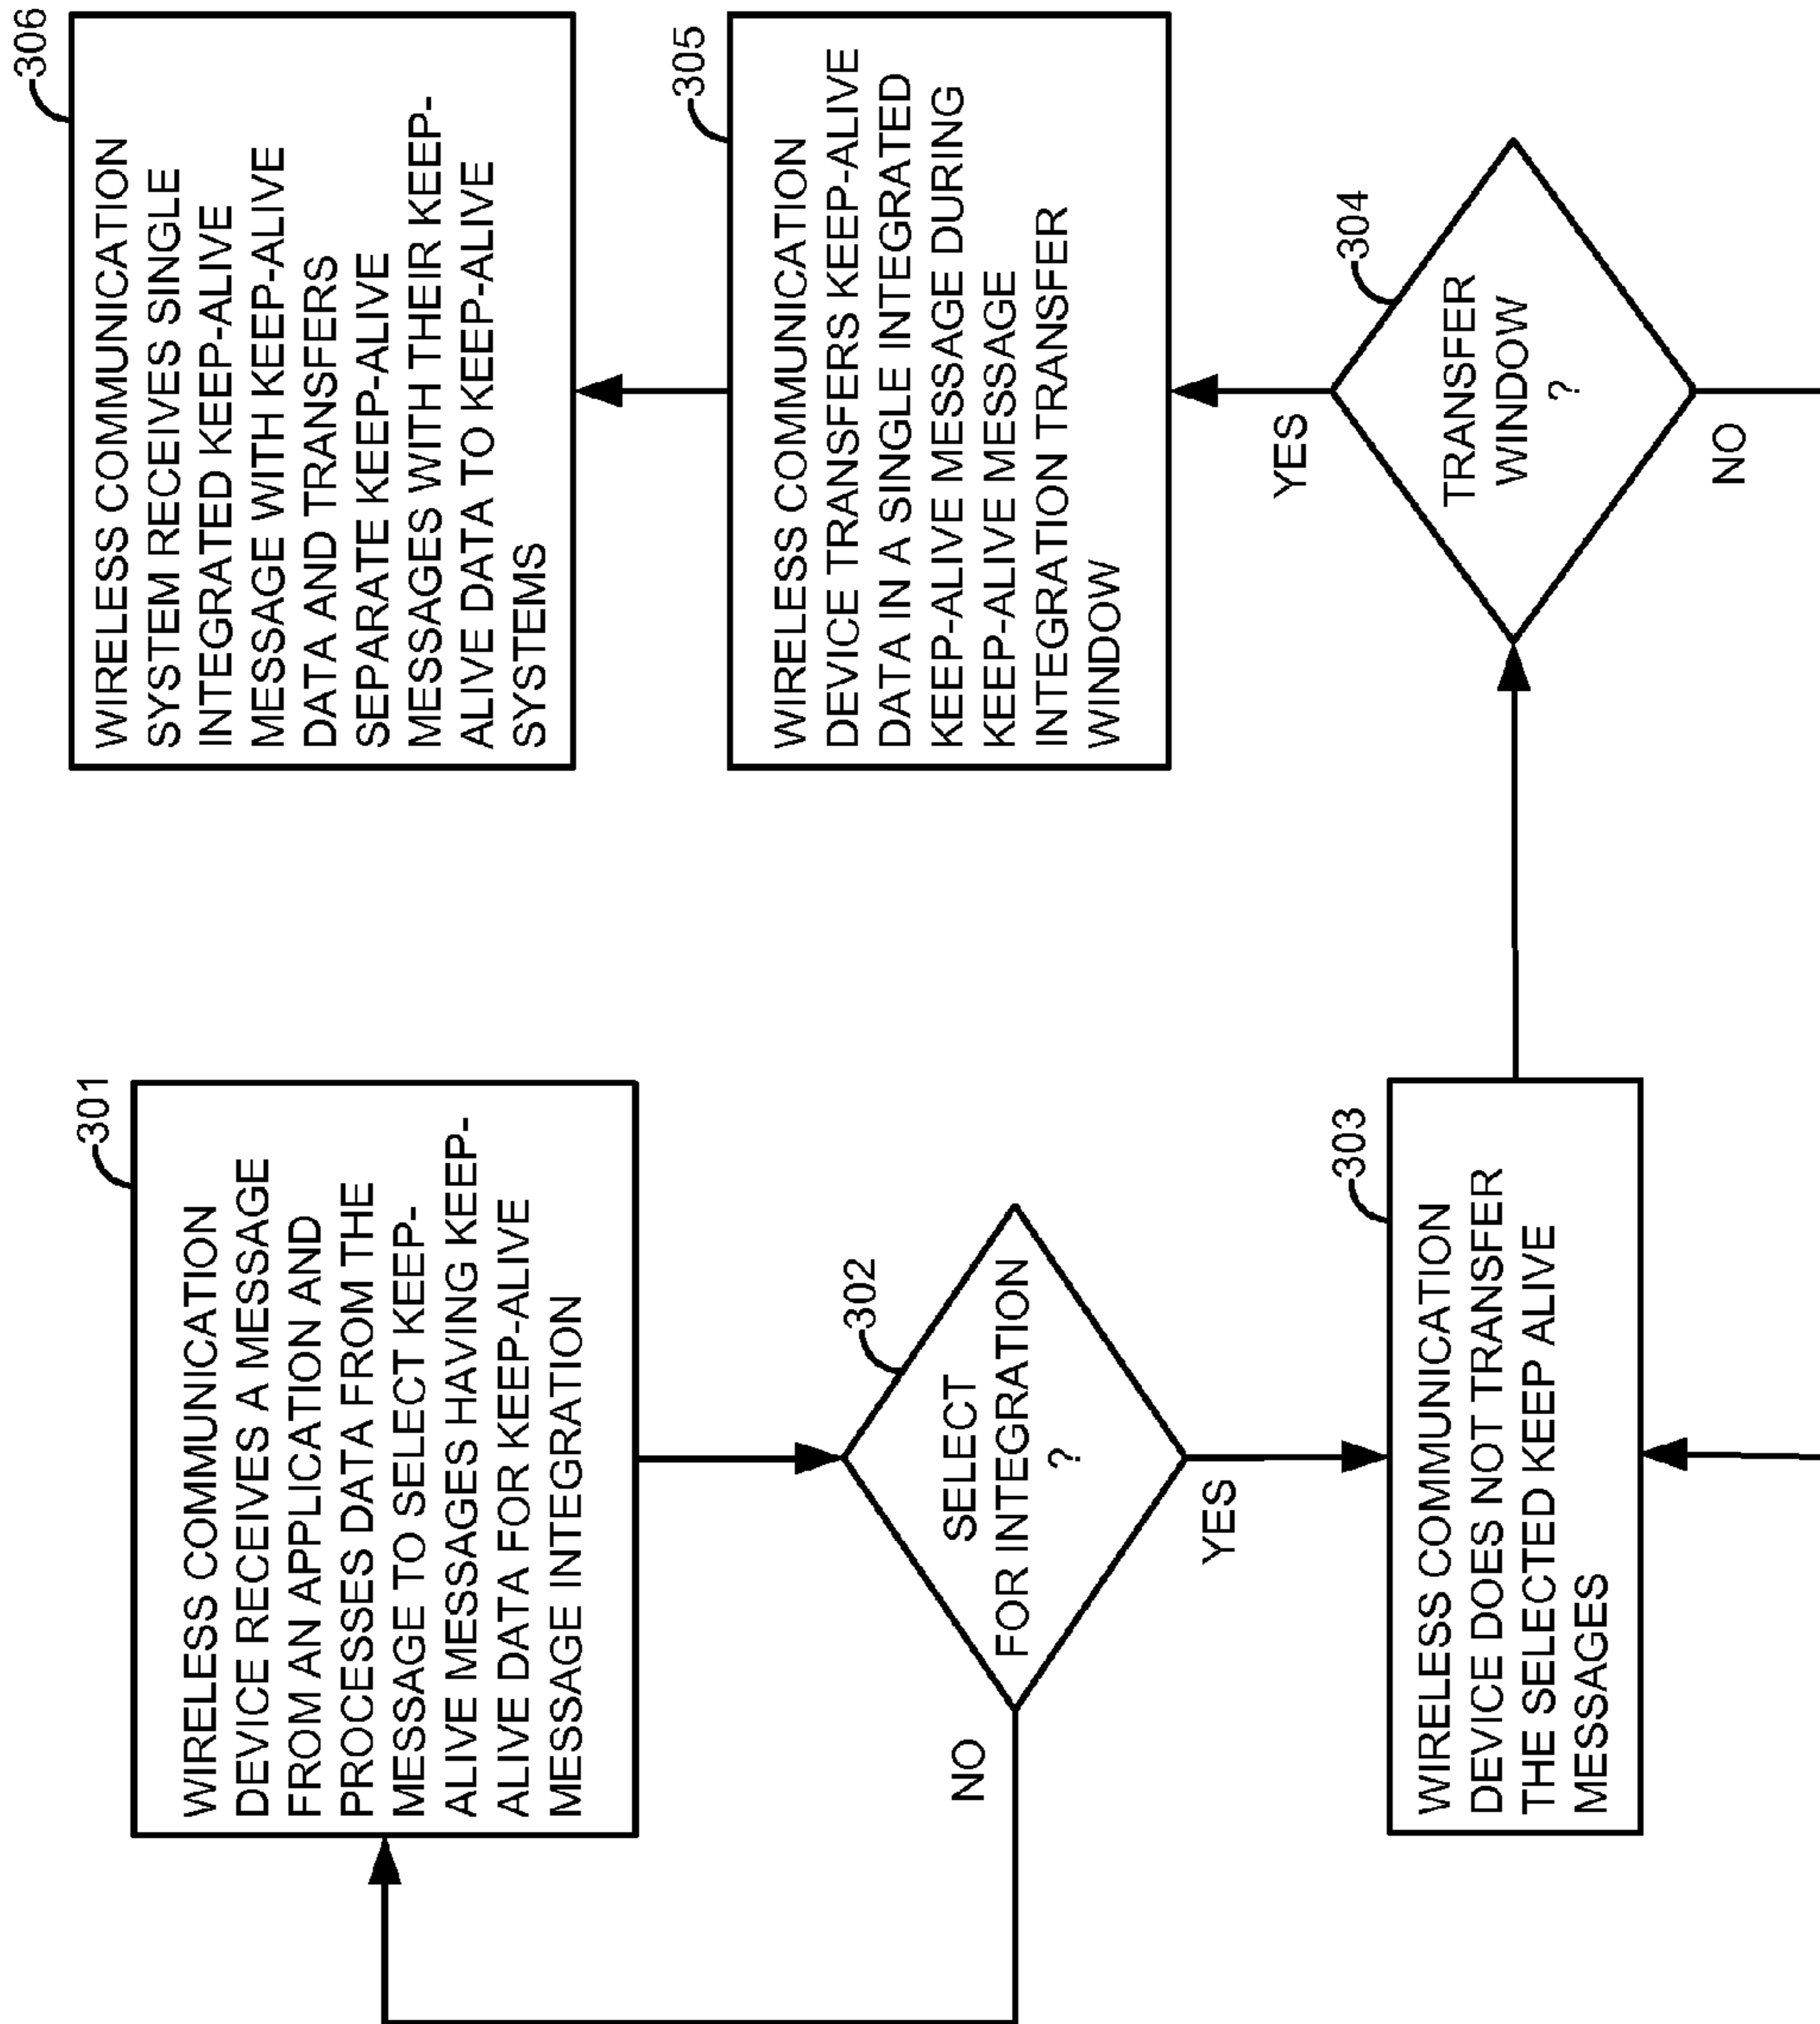 301
WIRELESS COMMUNICATION
DEVICE RECEIVES A MESSAGE
FROM AN APPLICATION AND
PROCESSES DATA FROM THE
MESSAGE TO SELECT KEEP-
ALIVE MESSAGES HAVING KEEP-
ALIVE DATA FOR KEEP-ALIVE
MESSAGE INTEGRATION
302
SELECT
FOR INTEGRATION
?
NO
YES
303
WIRELESS COMMUNICATION
DEVICE DOES NOT TRANSFER
THE SELECTED KEEP ALIVE
MESSAGES
304
TRANSFER
WINDOW
?
YES
NO
305
WIRELESS COMMUNICATION
DEVICE TRANSFERS KEEP-ALIVE
DATA IN A SINGLE INTEGRATED
KEEP-ALIVE MESSAGE DURING
KEEP-ALIVE MESSAGE
INTEGRATION TRANSFER
WINDOW
306
WIRELESS COMMUNICATION
SYSTEM RECEIVES SINGLE
INTEGRATED KEEP-ALIVE
MESSAGE WITH KEEP-ALIVE
DATA AND TRANSFERS
SEPARATE KEEP-ALIVE
MESSAGES WITH THEIR KEEP-
ALIVE DATA TO KEEP-ALIVE
SYSTEMS